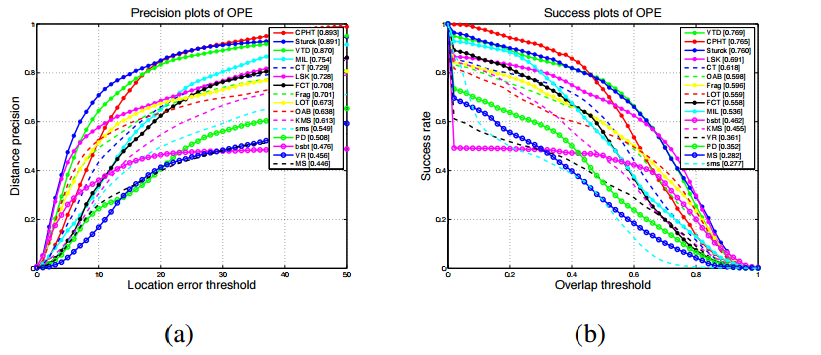 Precision plots of OPE
Distance precision
1
0.8
0.6
0.4
0.2
0
0
10
20
30
40
50
Location error threshold
CPHT [0.893]
Sturck [0.891]
YTD [0.870]
MIL [0.754]
CT [0.729]
LSK [0.728]
FCT [0.708]
Frag [0.701]
LOT [0.673]
OAB [0.638]
KMS [0.613]
sms [0.549]
PD [0.508]
bsbt [0.476]
VR [0.456]
MS [0.446]
(a)
Success plots of OPE
Success rate
1
0.8
0.6
0.4
0.2
0
0
0.2
0.4
0.6
0.8
1
Overlap threshold
YTD [0.769]
CPHT [0.765]
Sturck [0.760]
LSK [0.691]
CT [0.618]
OAB [0.598]
Frag [0.596]
FCT [0.558]
MIL [0.536]
bsbt [0.462]
KMS [0.455]
VR [0.361]
PD [0.352]
MS [0.282]
sms [0.277]
(b)